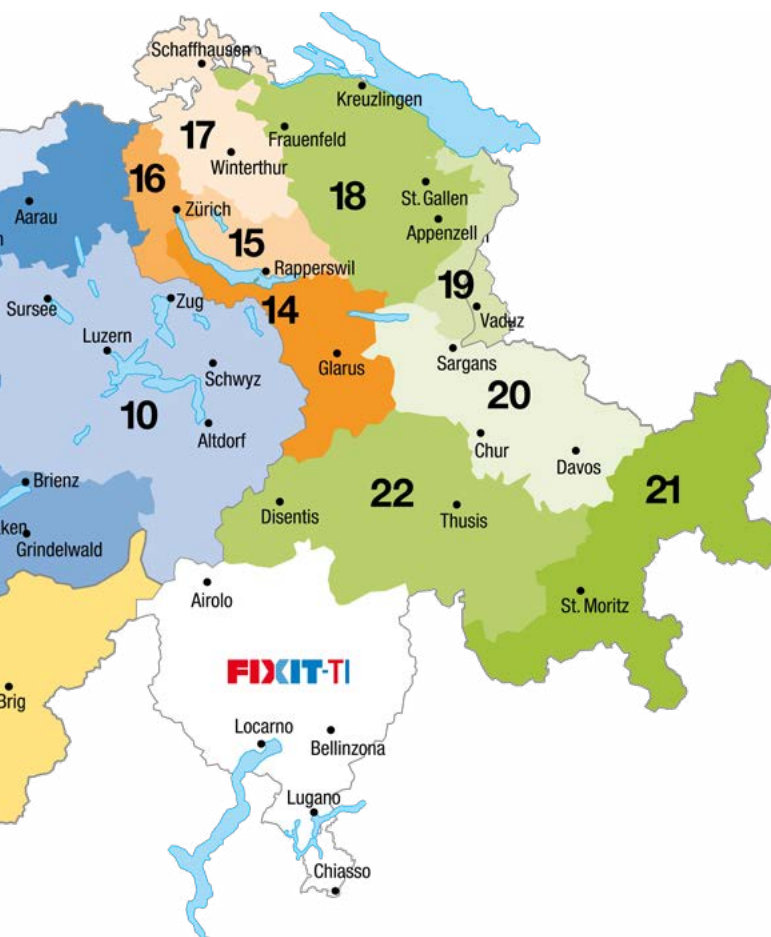 Schaffhausen
Kreuzlingen
17
Frauenfeld
Winterthur
16
18
St. Gallen
Aarau
Zürich
Appenzell
15
Rapperswil
19
Sursee
Zug
14
Vaduz
Luzern
Glarus
Sargans
Schwyz
20
10
Altdorf
Chur
Davos
Brienz
22
21
Disentis
Thusis
ken
Grindelwald
Airolo
St. Moritz
FIXIT-TI
Brig
Locarno
Bellinzona
Lugano
Chiasso